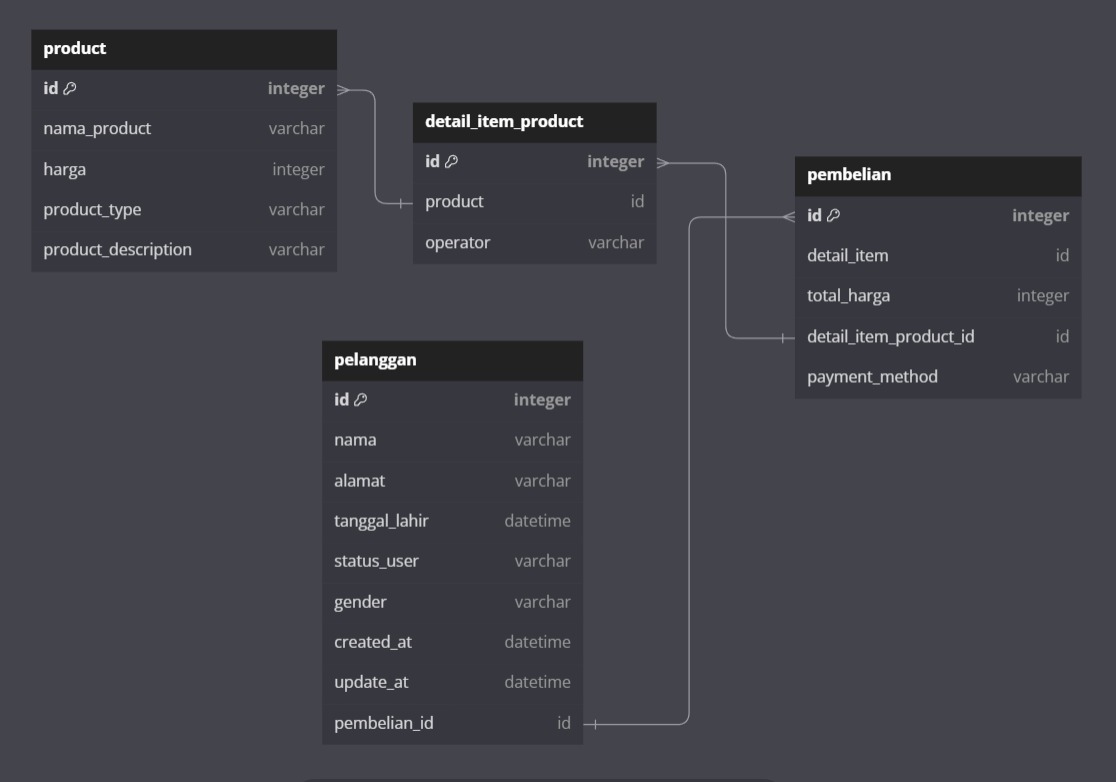 product
id integer
nama_product varchar
harga integer
product_type varchar
product_description varchar
detail_item_product
id integer
product id
operator varchar
pembelian
id integer
detail_item id
total_harga integer
detail_item_product_id id
payment_method varchar
pelanggan
id integer
nama varchar
alamat varchar
tanggal_lahir datetime
status_user varchar
gender varchar
created_at datetime
update_at datetime
pembelian_id id